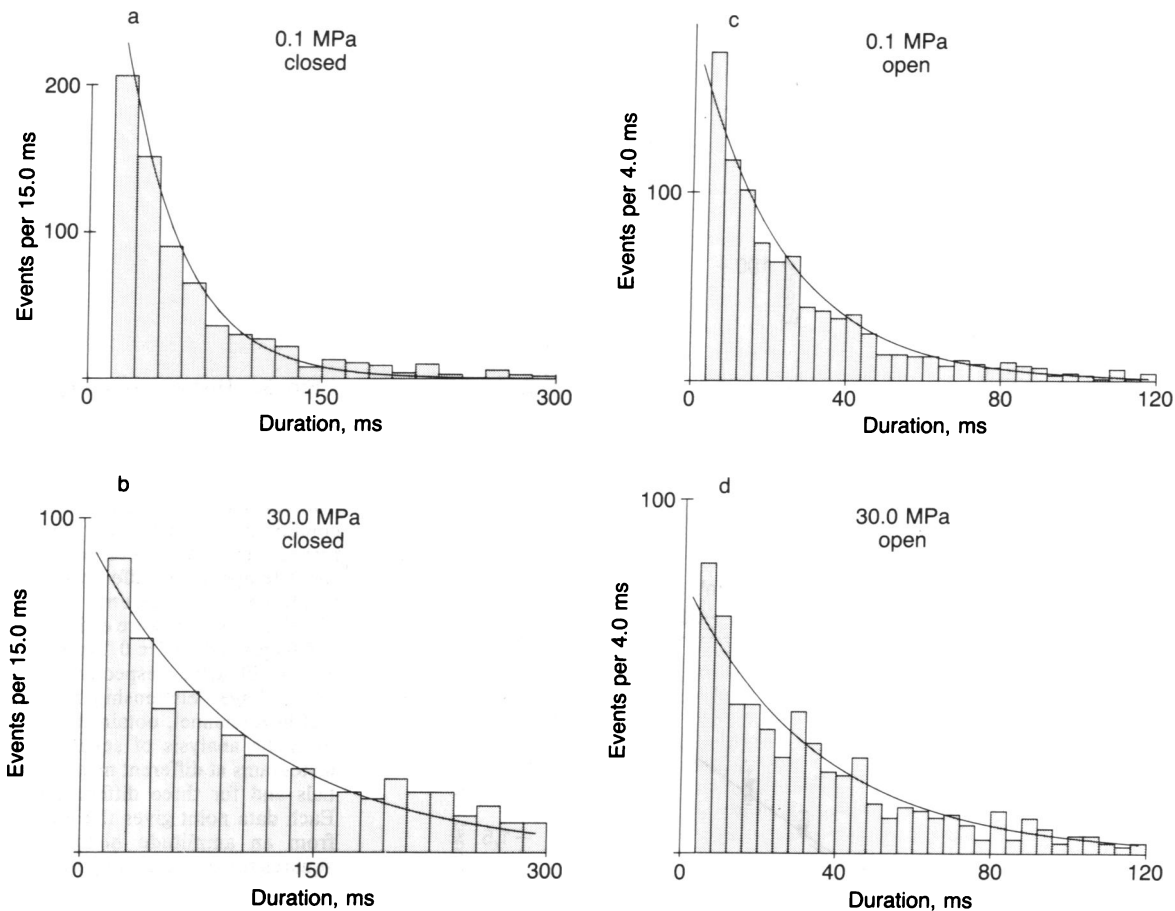 a
0.1 MPa
closed
200
100
Events per 15.0 ms
0
150
300
Duration, ms
c
0.1 MPa
open
100
Events per 4.0 ms
0
40
80
120
Duration, ms
b
30.0 MPa
closed
100
Events per 15.0 ms
0
150
300
Duration, ms
d
30.0 MPa
open
100
Events per 4.0 ms
0
40
80
120
Duration, ms